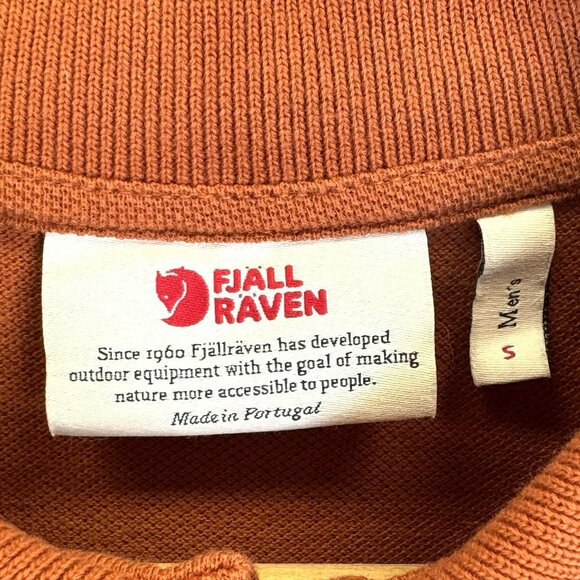 FJÄLL
RÄVEN
Since 1960 Fjällräven has developed
outdoor equipment with the goal of making
nature more accessible to people.
Made in Portugal
Men's
S